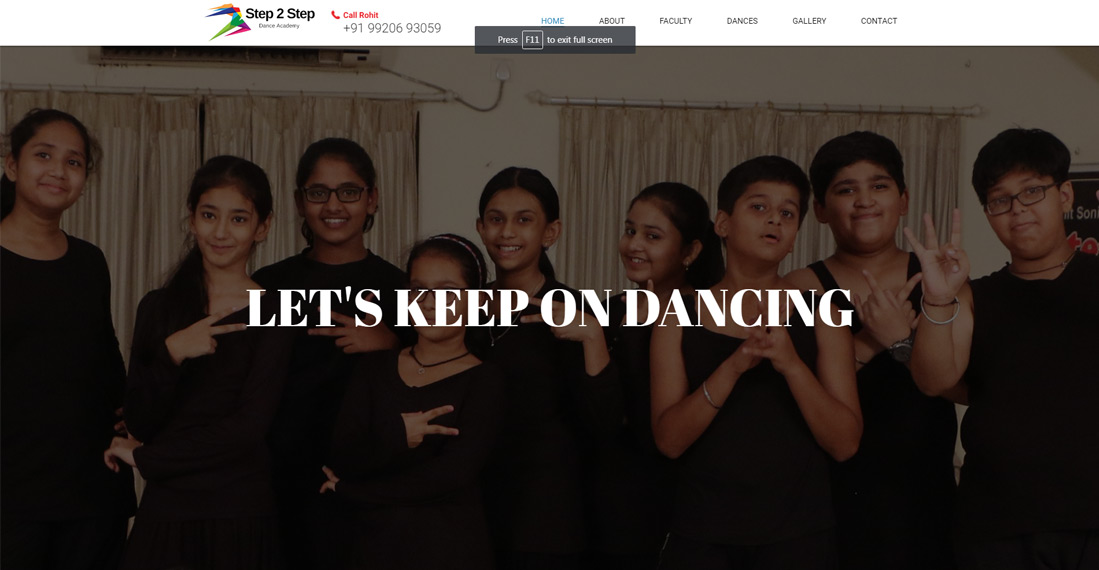 Step 2 Step
Dance Academy
Call Rohit
+91 99206 93059
HOME
ABOUT
FACULTY
DANCES
GALLERY
CONTACT
Press F11 to exit full screen
LET'S KEEP ON DANCING